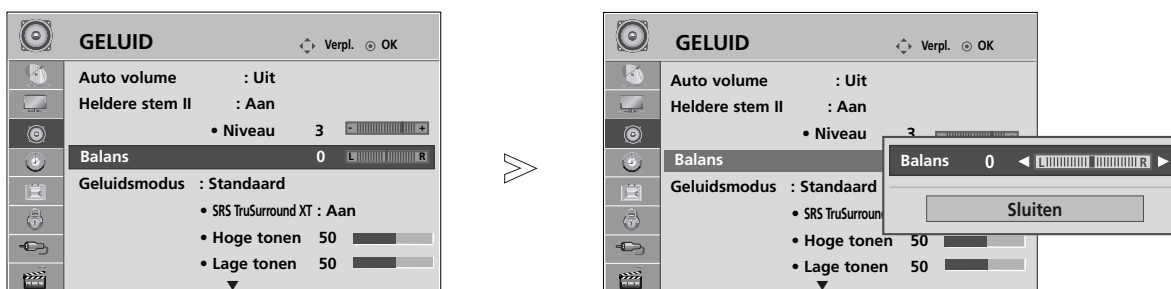 GELUID Verpl. OK
Auto volume : Uit
Heldere stem II : Aan
• Niveau 3 - +
Balans 0 L R
Geluidsmodus : Standaard
• SRS TruSurround XT : Aan
• Hoge tonen 50
• Lage tonen 50
GELUID Verpl. OK
Auto volume : Uit
Heldere stem II : Aan
• Niveau 3
Balans
Geluidsmodus : Standaard
• SRS TruSurroun
• Hoge tonen 50
• Lage tonen 50
Balans 0 L R
Sluiten